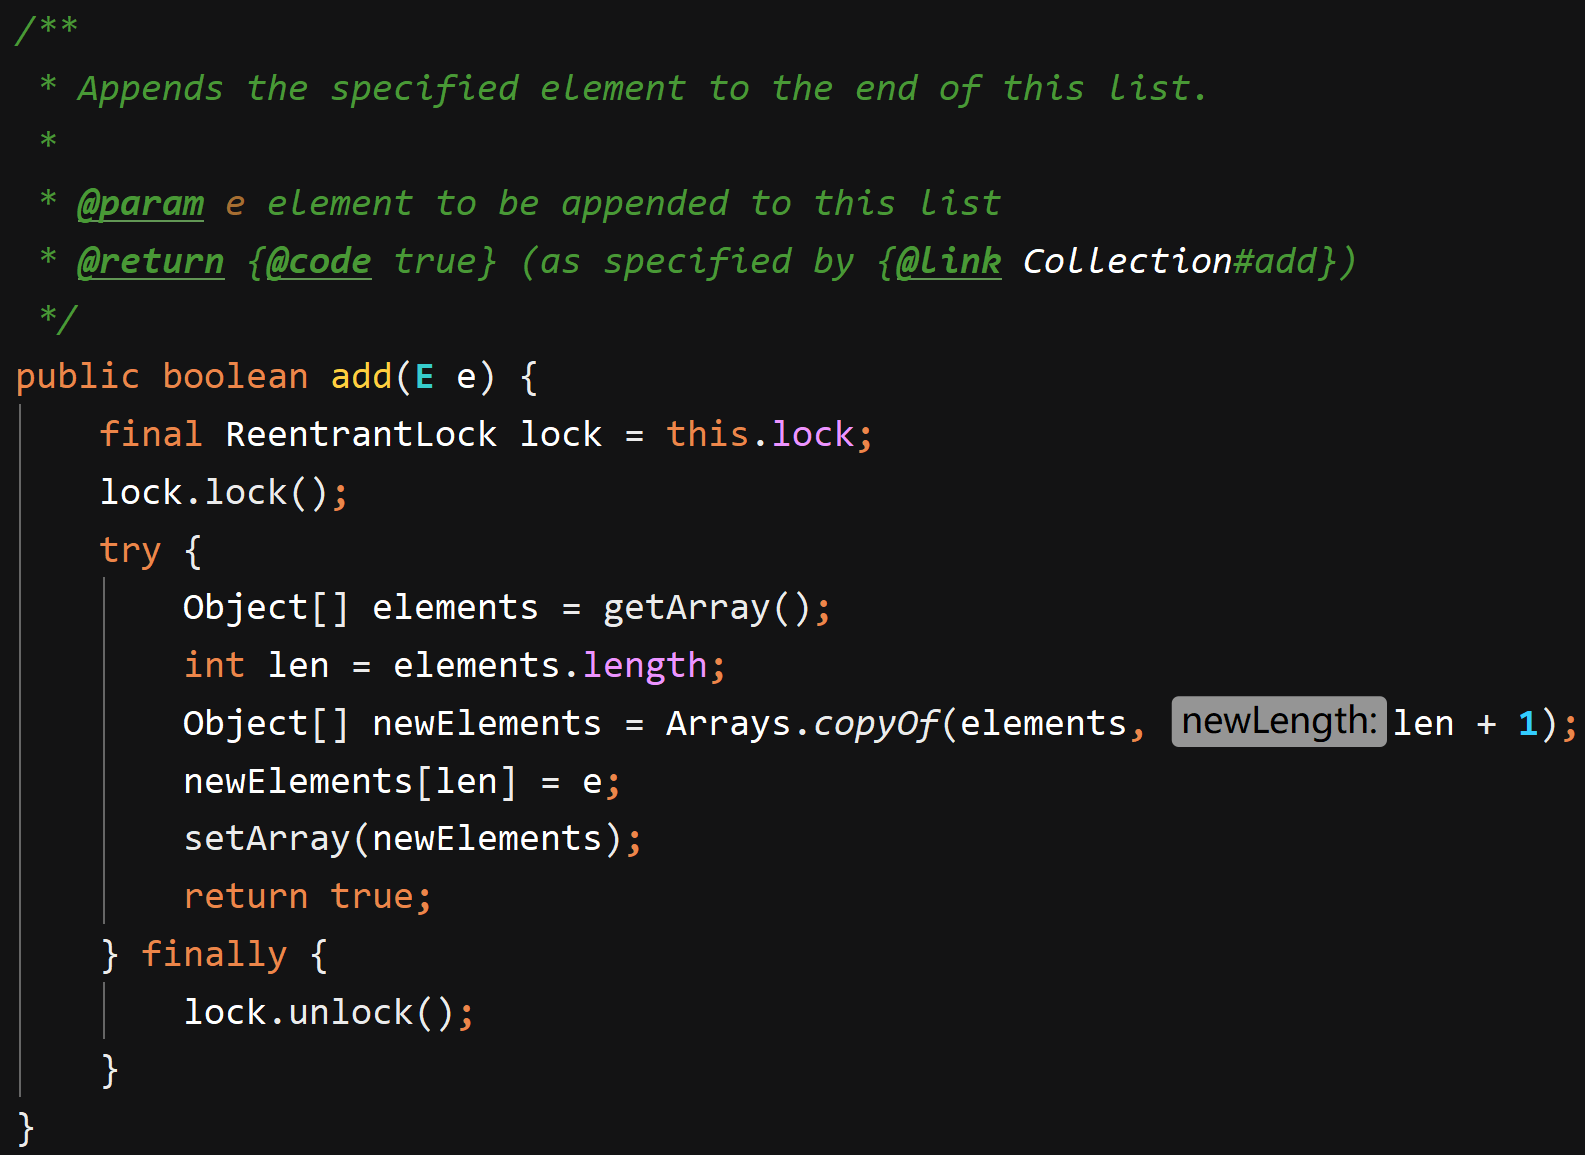 /**
 * Appends the specified element to the end of this list.
 *
 * @param e element to be appended to this list
 * @return {@code true} (as specified by {@link Collection#add})
 */
public boolean add(E e) {
    final ReentrantLock lock = this.lock;
    lock.lock();
    try {
        Object[] elements = getArray();
        int len = elements.length;
        Object[] newElements = Arrays.copyOf(elements, newLength: len + 1);
        newElements[len] = e;
        setArray(newElements);
        return true;
    } finally {
        lock.unlock();
    }
}